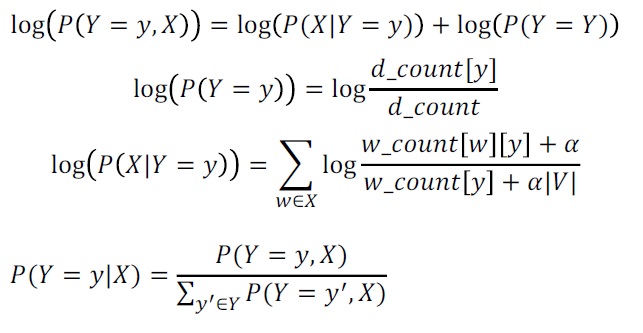 log(P(Y = y, X)) = log(P(X|Y = y)) + log(P(Y = Y))
log(P(Y = y)) = log d_count[y] / d_count
log(P(X|Y = y)) = ∑_{w∈X} log (w_count[w][y] + α) / (w_count[y] + α|V|)
P(Y = y|X) = P(Y = y, X) / ∑_{y′∈Y} P(Y = y′, X)